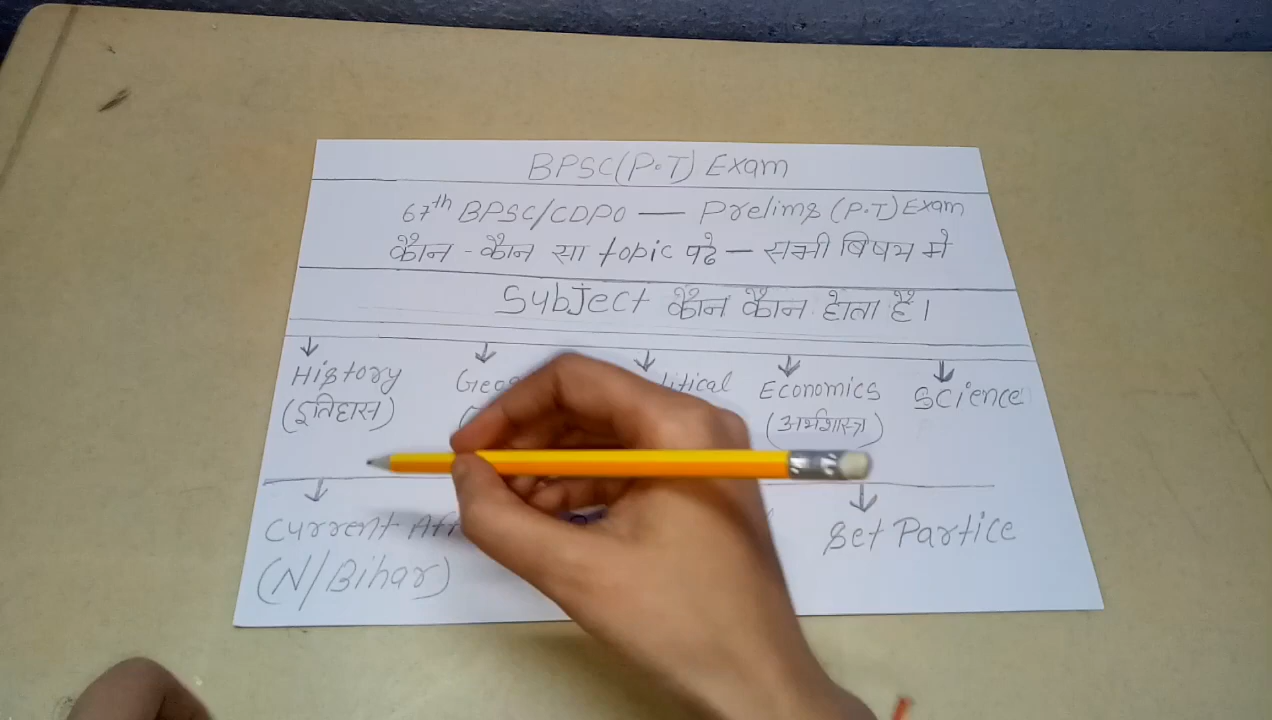 BPSC(P.T) Exam
67th BPSC/CDPO — Prelims (P.T) Exam
कौन - कौन सा topic पढे — सभी बिषय मे
Subject कौन कौन होता है।
History Economics Science
(इतिहास) (अर्थशास्त्र)
Current Set Partice
(N/Bihar)